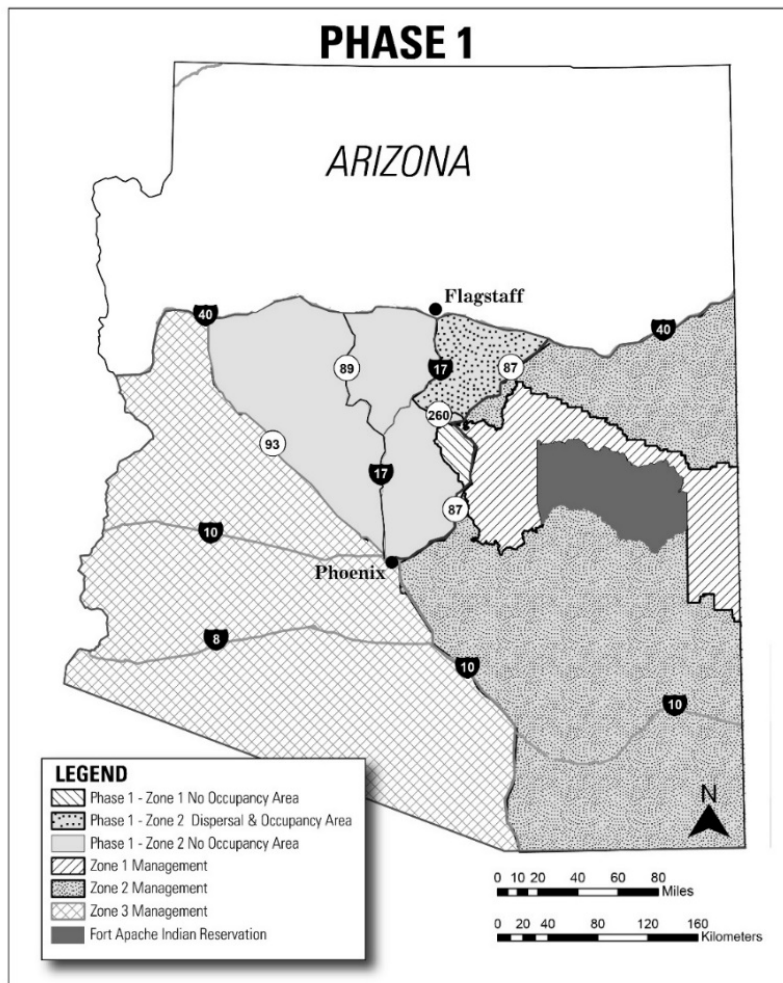 PHASE 1
ARIZONA
Flagstaff
40
40
89
17
87
260
93
17
87
10
Phoenix
8
10
10
LEGEND
Phase 1 - Zone 1 No Occupancy Area
Phase 1 - Zone 2 Dispersal & Occupancy Area
Phase 1 - Zone 2 No Occupancy Area
Zone 1 Management
Zone 2 Management
Zone 3 Management
Fort Apache Indian Reservation
N
0 10 20 40 60 80
Miles
0 20 40 80 120 160
Kilometers